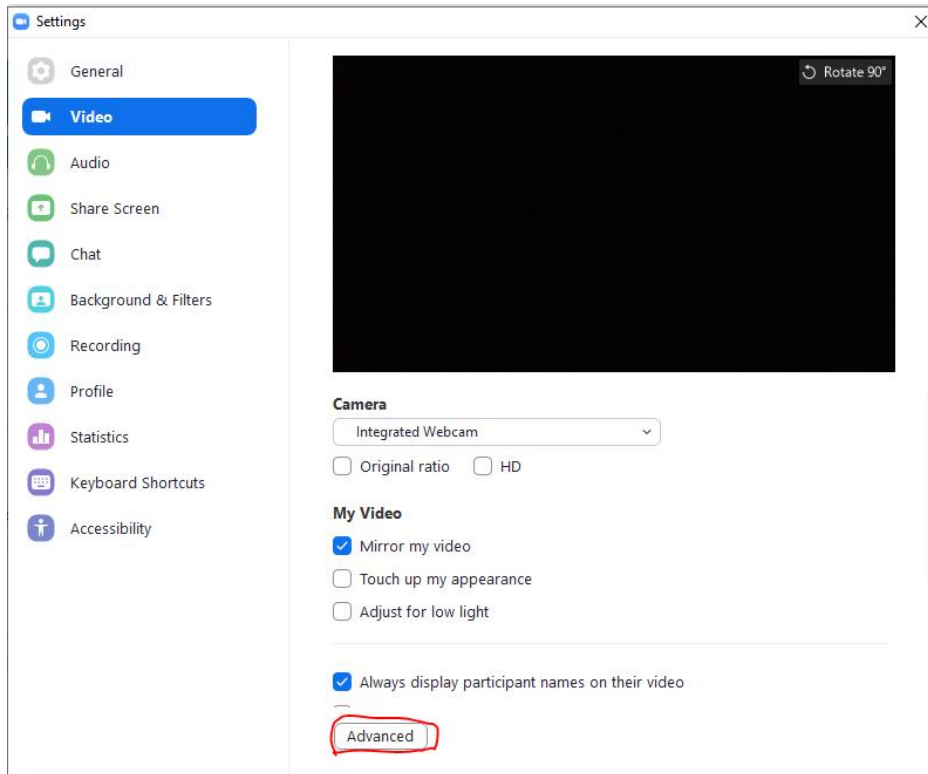 Settings
Rotate 90°
General
Video
Audio
Share Screen
Chat
Background & Filters
Recording
Profile
Statistics
Keyboard Shortcuts
Accessibility
Camera
Integrated Webcam
Original ratio HD
My Video
Mirror my video
Touch up my appearance
Adjust for low light
Always display participant names on their video
Advanced